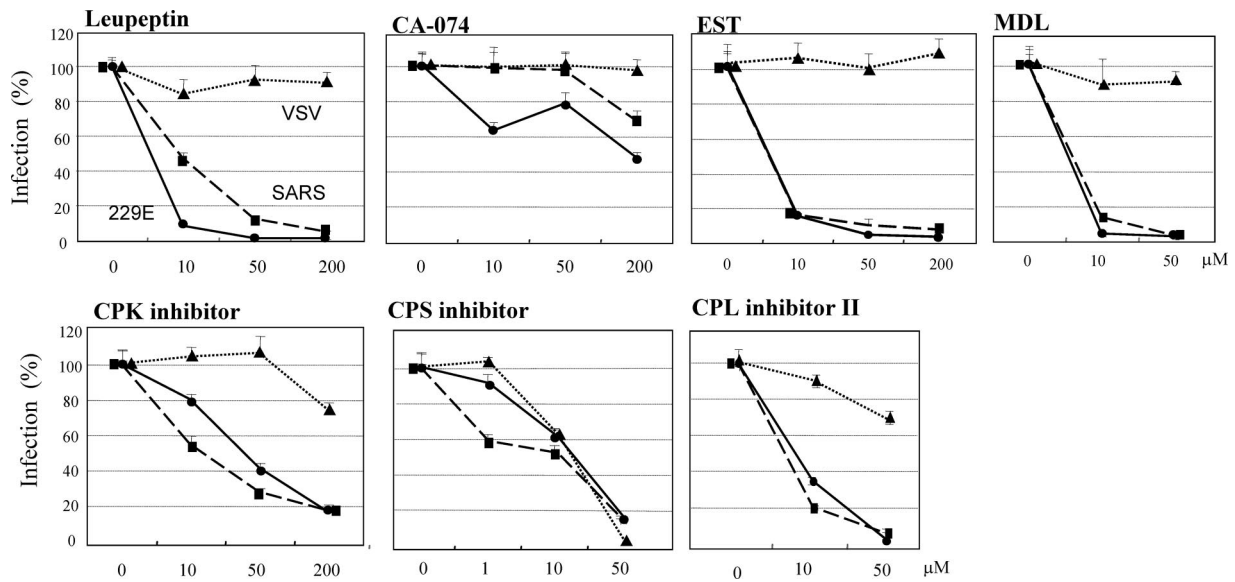 Leupeptin CA-074 EST MDL
120
100
80
60
40
20
0
Infection (%)
VSV
SARS
229E
0 10 50 200 0 10 50 200 0 10 50 200 0 10 50 µM
CPK inhibitor CPS inhibitor CPL inhibitor II
120
100
80
60
40
20
0
Infection (%)
0 10 50 200 0 1 10 50 0 10 50 µM